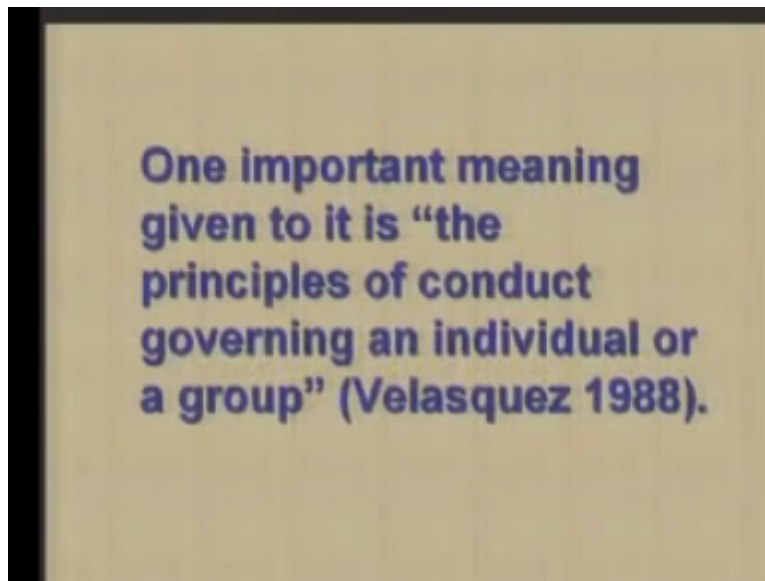 One important meaning
given to it is “the
principles of conduct
governing an individual or
a group” (Velasquez 1988).